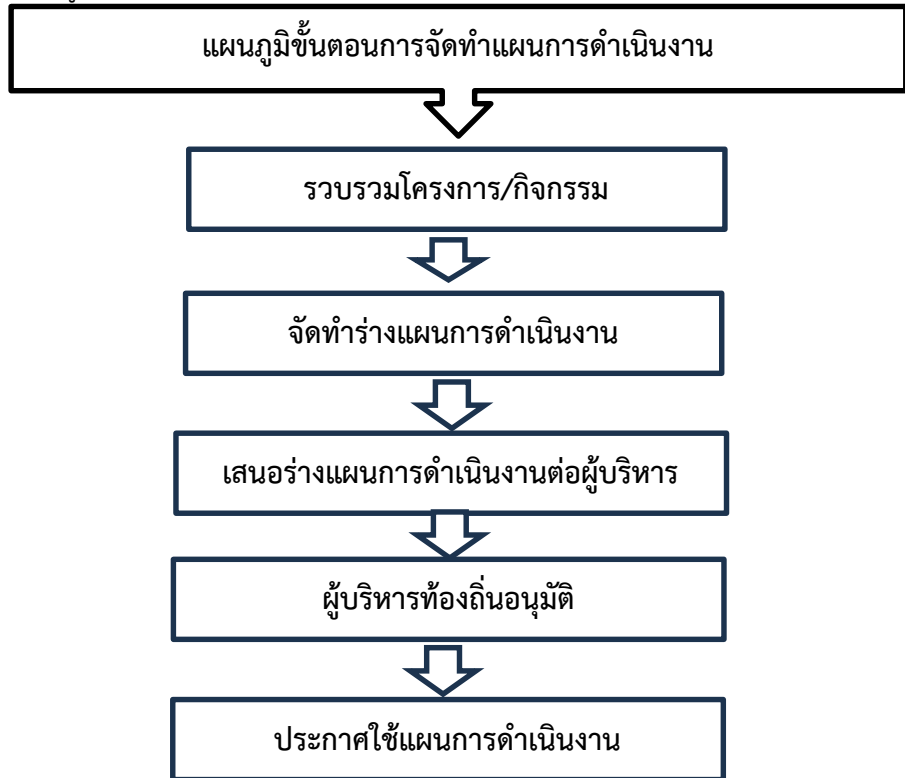 แผนภูมิขั้นตอนการจัดทำแผนการดำเนินงาน
รวบรวมโครงการ/กิจกรรม
จัดทำร่างแผนการดำเนินงาน
เสนอร่างแผนการดำเนินงานต่อผู้บริหาร
ผู้บริหารท้องถิ่นอนุมัติ
ประกาศใช้แผนการดำเนินงาน